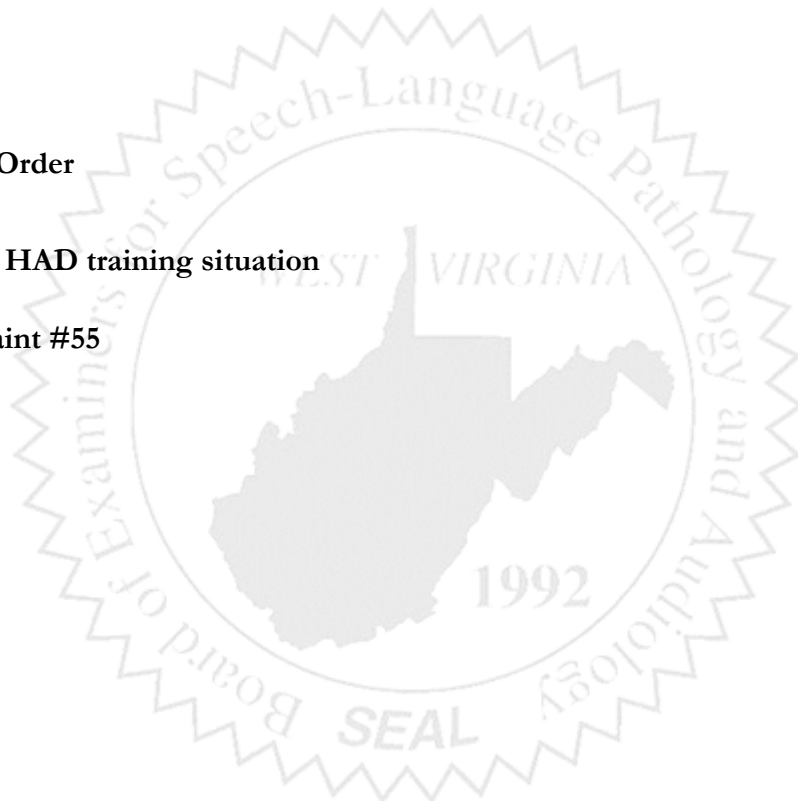 Order
HAD training situation
aint #55
Board of Examiners for Speech-Language Pathology and Audiology
WEST VIRGINIA
1992
SEAL